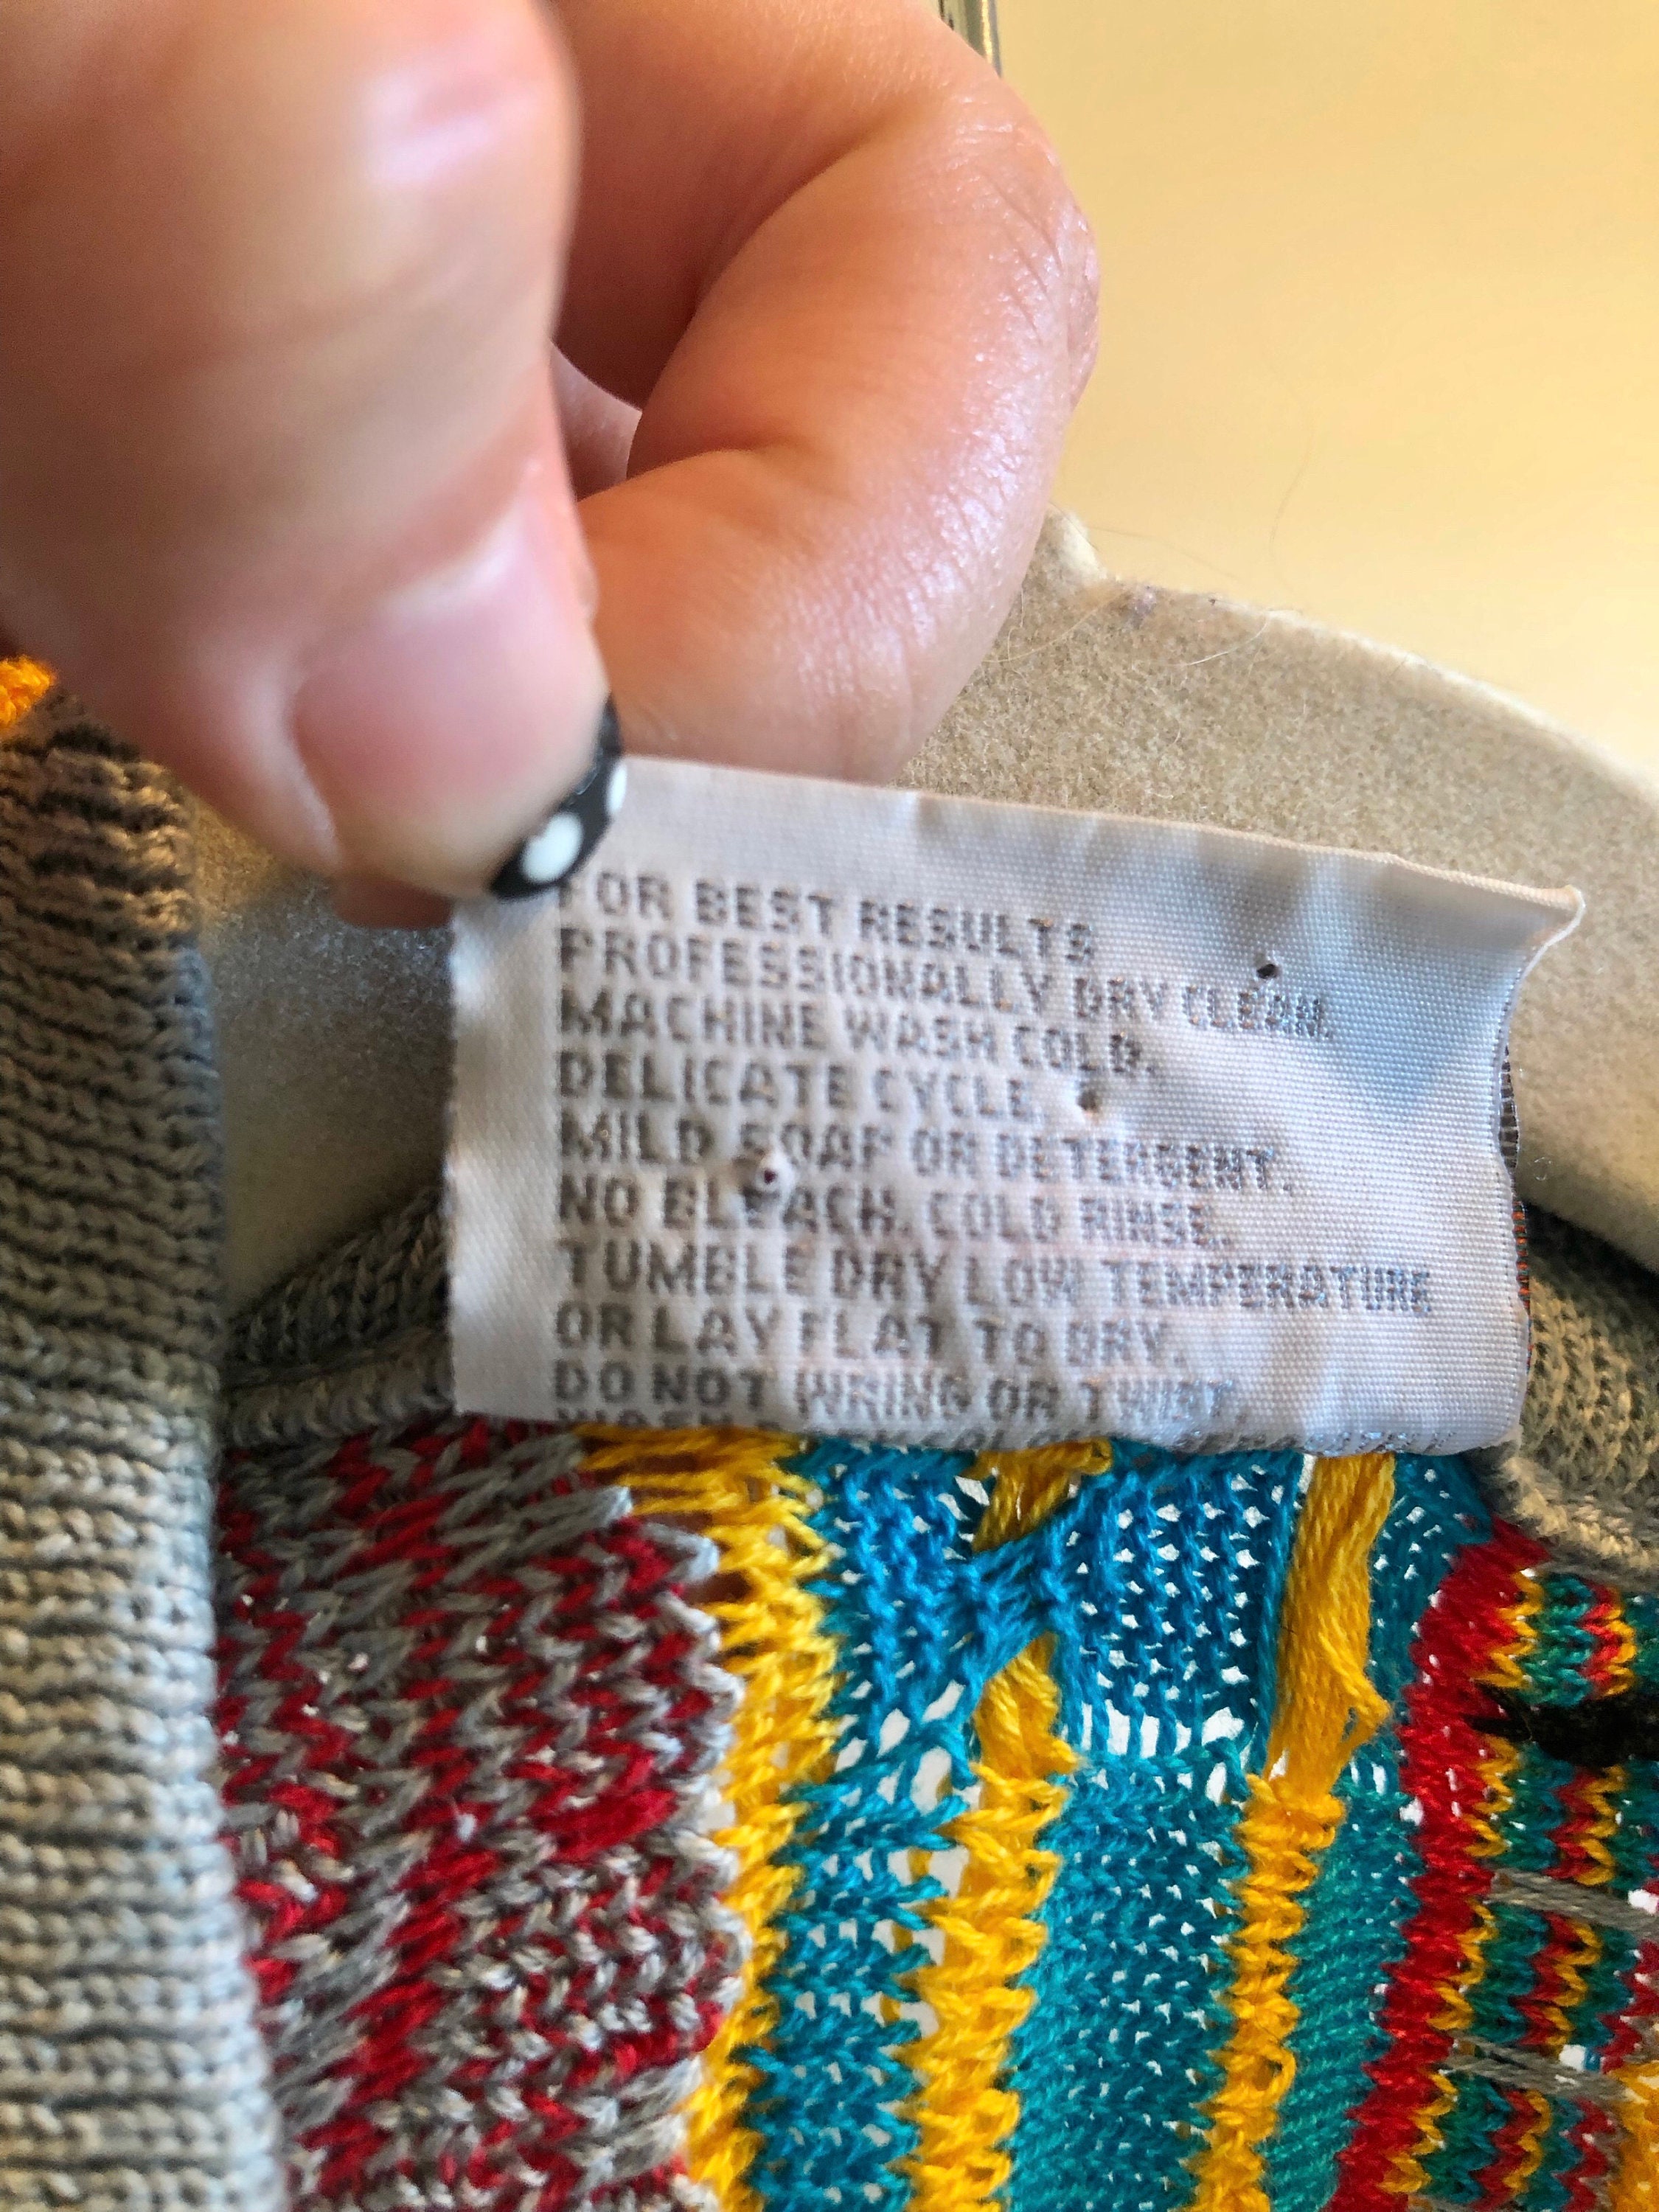 FOR BEST RESULTS
PROFESSIONALLY DRY CLEAN.
MACHINE WASH COLD.
DELICATE CYCLE.
MILD SOAP OR DETERGENT.
NO BLEACH. COLD RINSE.
TUMBLE DRY LOW TEMPERATURE
OR LAY FLAT TO DRY.
DO NOT WRING OR TWIST.
WASH